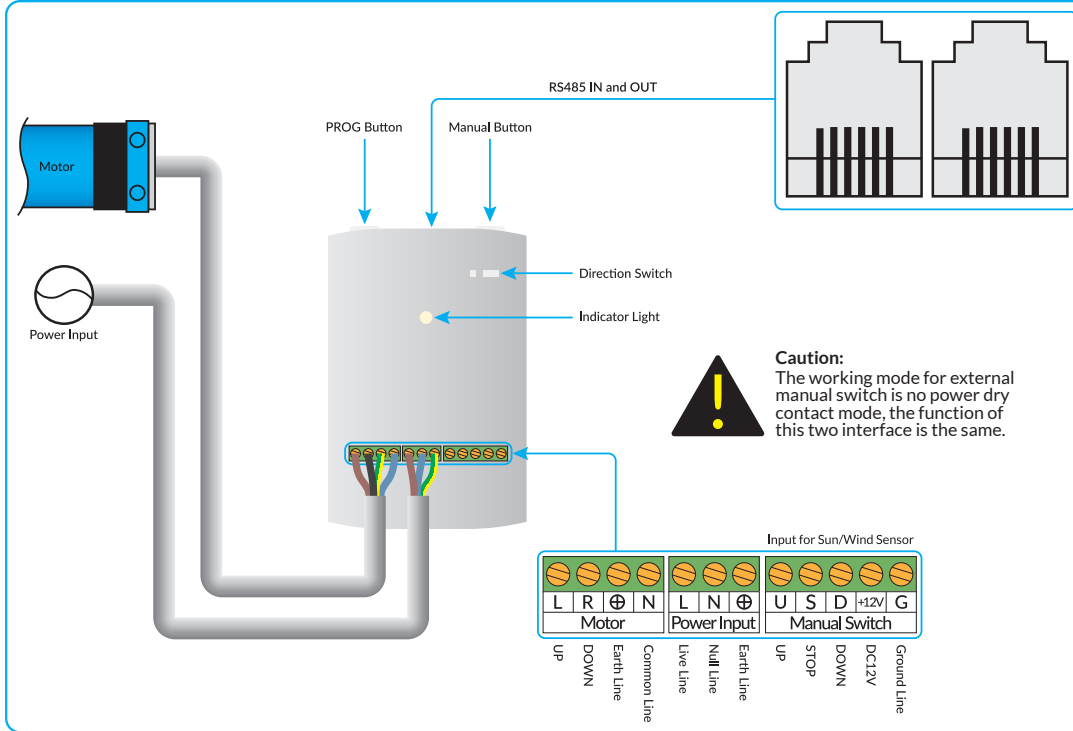 RS485 IN and OUT
PROG Button
Manual Button
Motor
Direction Switch
Indicator Light
Power Input
Caution:
The working mode for external
manual switch is no power dry
contact mode, the function of
this two interface is the same.
Input for Sun/Wind Sensor
L R ⊕ N L N ⊕ U S D +12V G
Motor Power Input Manual Switch
UP
DOWN
Earth Line
Common Line
Live Line
Null Line
Earth Line
UP
STOP
DOWN
DC12V
Ground Line